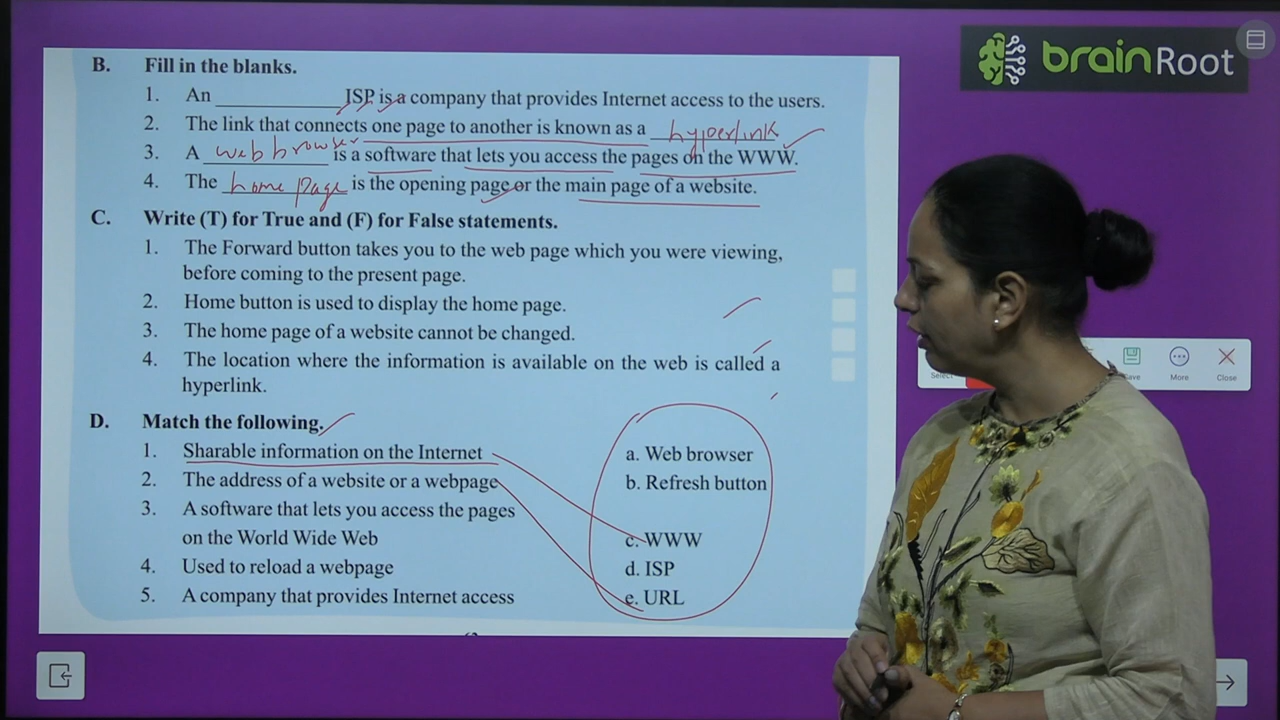 brainRoot
B. Fill in the blanks.
1. An ____________ ISP is a company that provides Internet access to the users.
2. The link that connects one page to another is known as a hyperlink
3. A web browser is a software that lets you access the pages on the WWW.
4. The home page is the opening page or the main page of a website.
C. Write (T) for True and (F) for False statements.
1. The Forward button takes you to the web page which you were viewing,
before coming to the present page.
2. Home button is used to display the home page.
3. The home page of a website cannot be changed.
4. The location where the information is available on the web is called a
hyperlink.
D. Match the following.
1. Sharable information on the Internet a. Web browser
2. The address of a website or a webpage b. Refresh button
3. A software that lets you access the pages
on the World Wide Web c. WWW
4. Used to reload a webpage d. ISP
5. A company that provides Internet access e. URL
More
Close